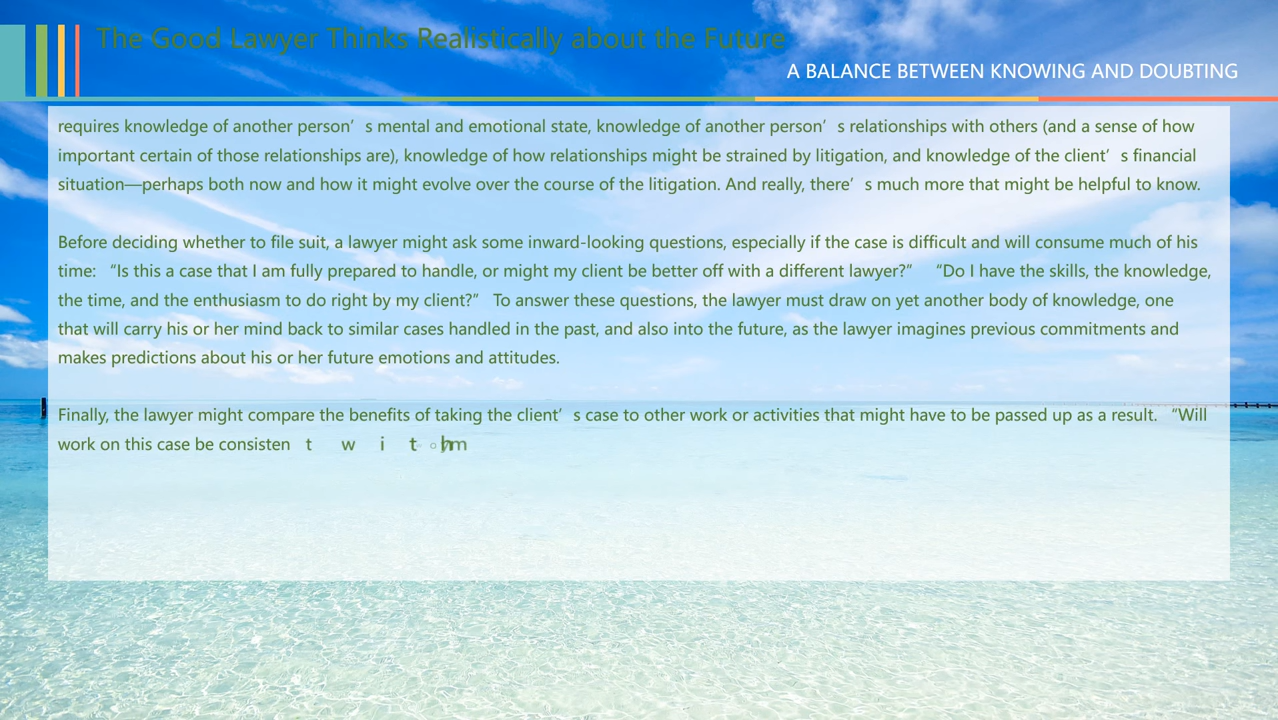 The Good Lawyer Thinks Realistically about the Future
A BALANCE BETWEEN KNOWING AND DOUBTING
requires knowledge of another person’s mental and emotional state, knowledge of another person’s relationships with others (and a sense of how
important certain of those relationships are), knowledge of how relationships might be strained by litigation, and knowledge of the client’s financial
situation—perhaps both now and how it might evolve over the course of the litigation. And really, there’s much more that might be helpful to know.
Before deciding whether to file suit, a lawyer might ask some inward-looking questions, especially if the case is difficult and will consume much of his
time: “Is this a case that I am fully prepared to handle, or might my client be better off with a different lawyer?” “Do I have the skills, the knowledge,
the time, and the enthusiasm to do right by my client?” To answer these questions, the lawyer must draw on yet another body of knowledge, one
that will carry his or her mind back to similar cases handled in the past, and also into the future, as the lawyer imagines previous commitments and
makes predictions about his or her future emotions and attitudes.
Finally, the lawyer might compare the benefits of taking the client’s case to other work or activities that might have to be passed up as a result. “Will
work on this case be consisten t w i t